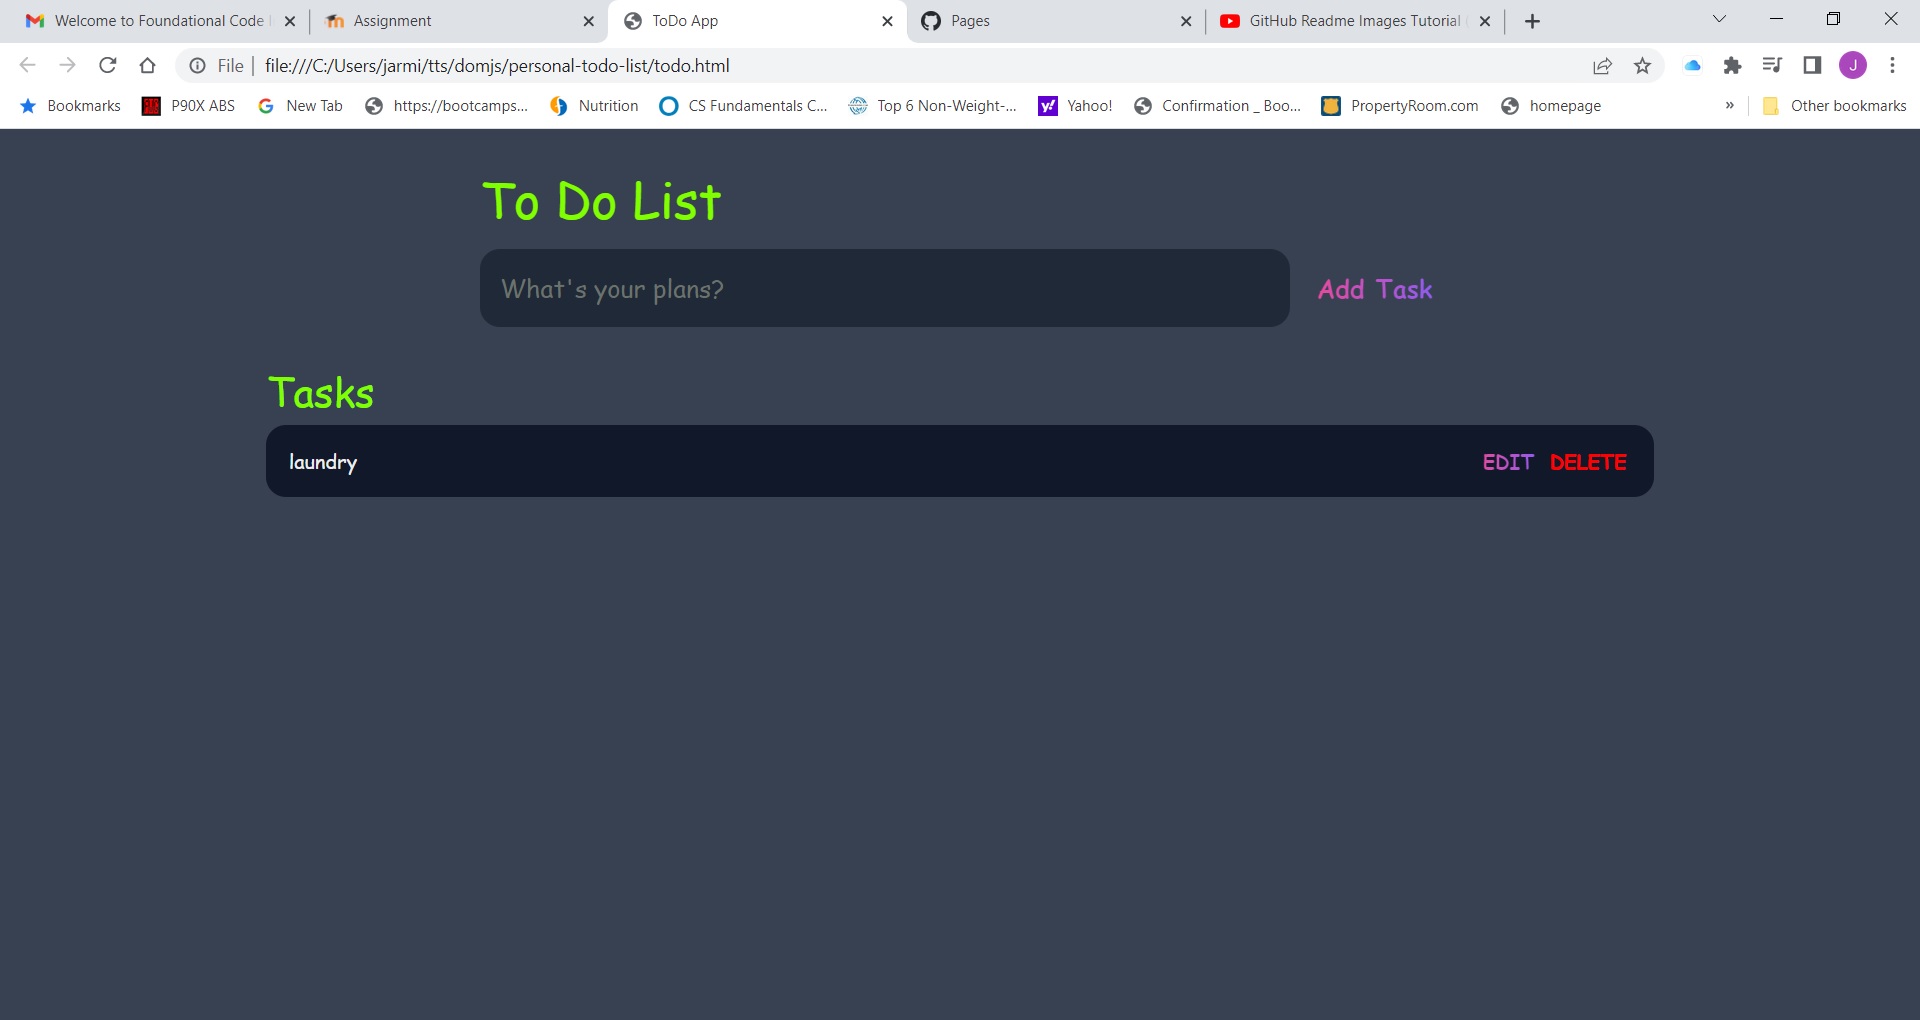 Welcome to Foundational Code
Assignment
ToDo App
Pages
GitHub Readme Images Tutorial
File
file:///C:/Users/jarmi/tts/domjs/personal-todo-list/todo.html
J
Bookmarks
P90X ABS
New Tab
https://bootcamps...
Nutrition
CS Fundamentals C...
Top 6 Non-Weight-...
Yahoo!
Confirmation _ Boo...
PropertyRoom.com
homepage
»
Other bookmarks
To Do List
What's your plans?
Add Task
Tasks
laundry
EDIT DELETE